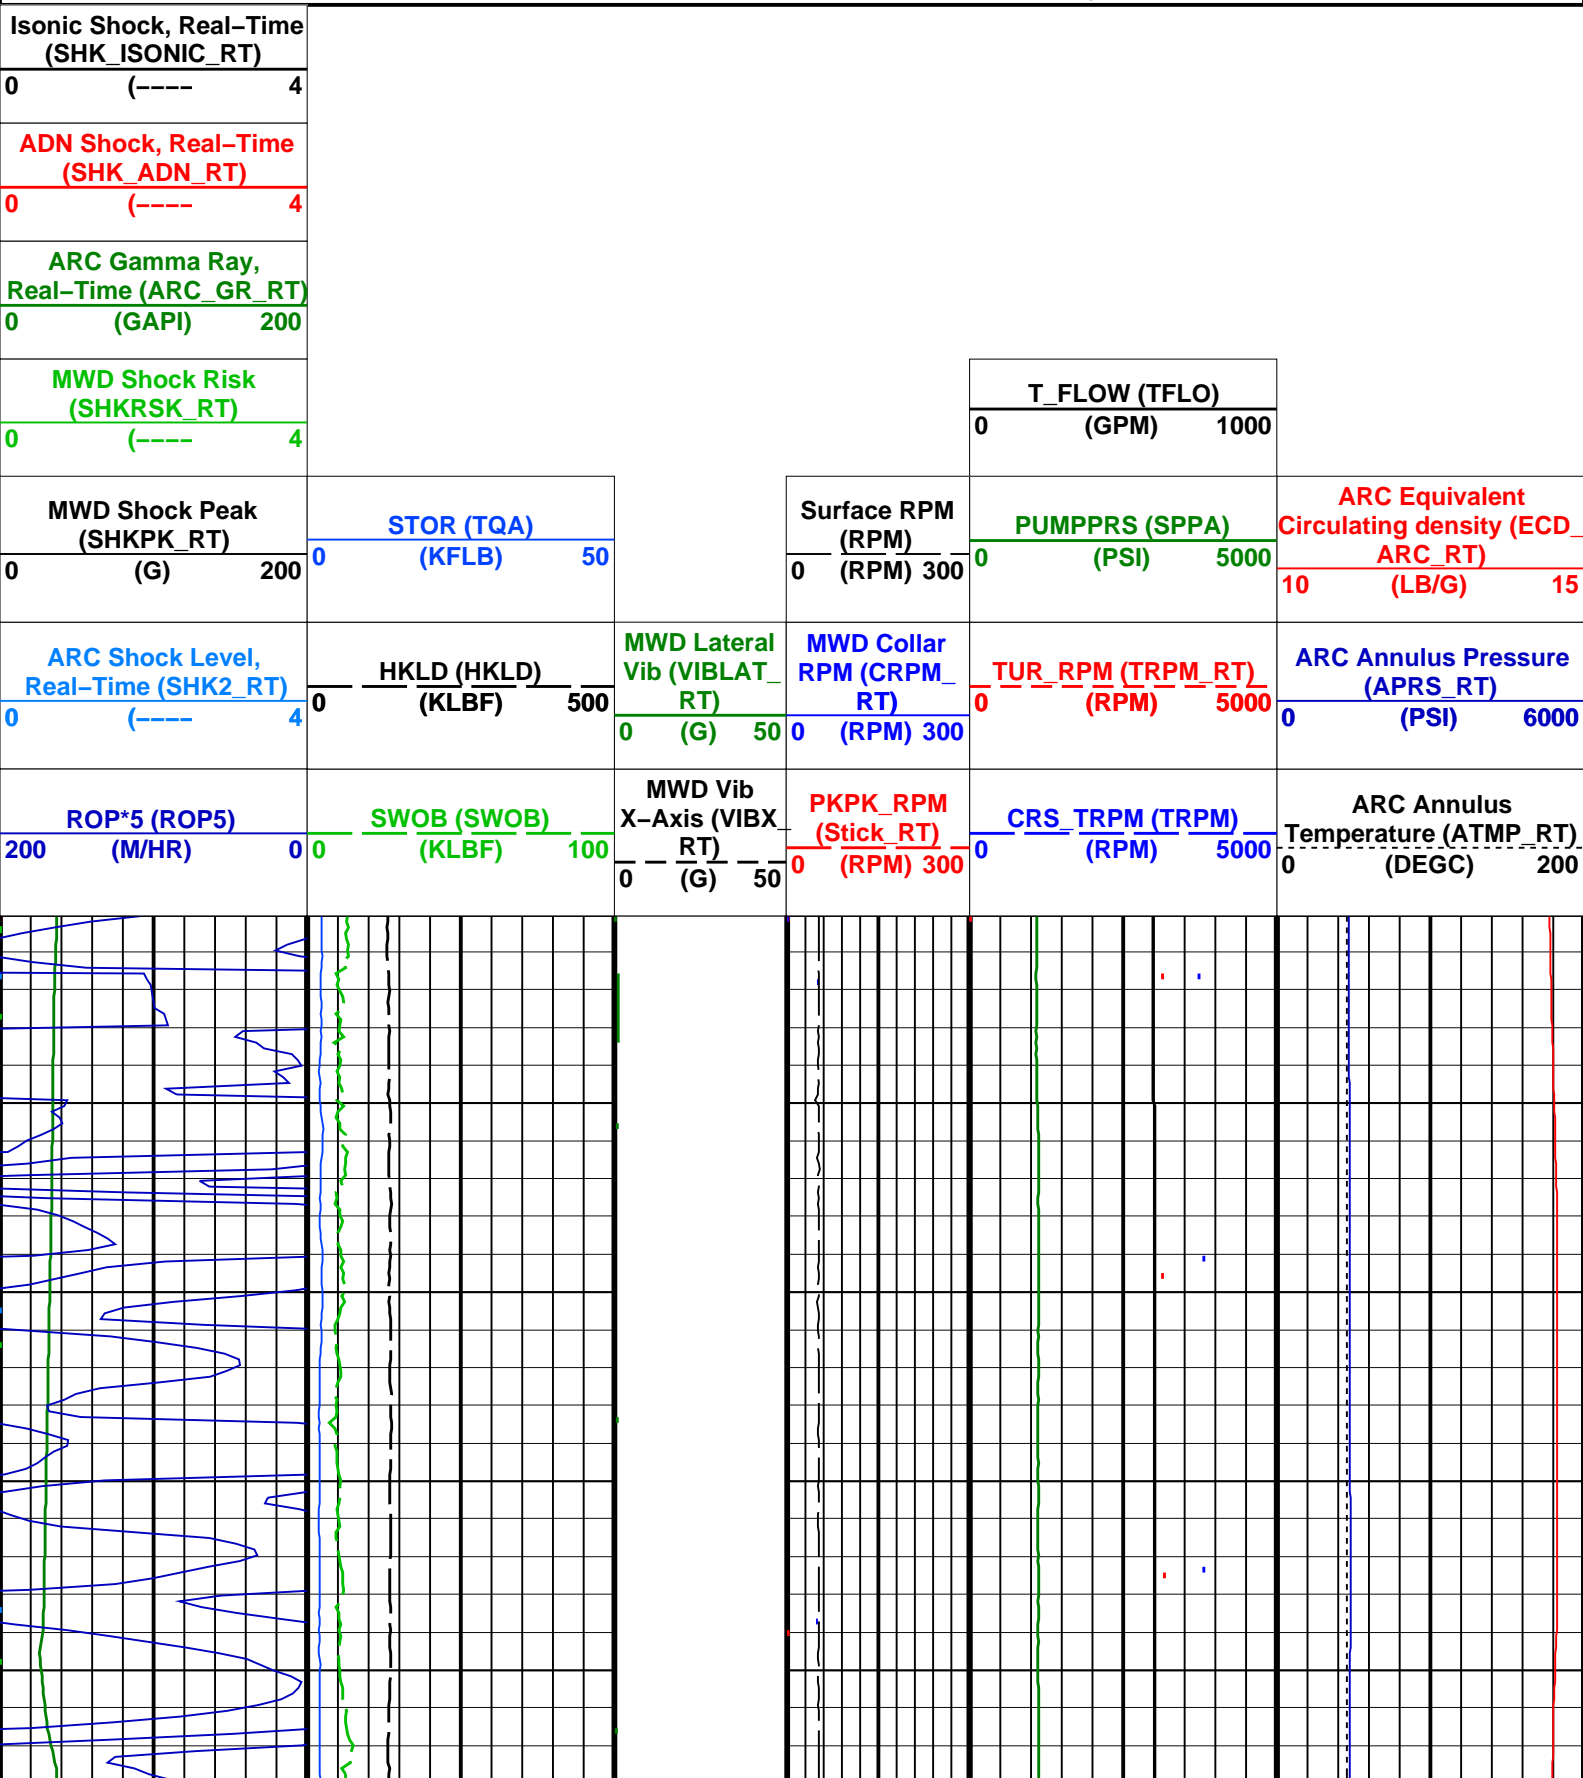 Isonic Shock, Real–Time
(SHK_ISONIC_RT)
0 (–––– 4
ADN Shock, Real–Time
(SHK_ADN_RT)
0 (–––– 4
ARC Gamma Ray,
Real–Time (ARC_GR_RT)
0 (GAPI) 200
MWD Shock Risk
(SHKRSK_RT)
0 (–––– 4
T_FLOW (TFLO)
0 (GPM) 1000
MWD Shock Peak
(SHKPK_RT)
0 (G) 200
STOR (TQA)
0 (KFLB) 50
Surface RPM
(RPM)
0 (RPM) 300
PUMPPRS (SPPA)
0 (PSI) 5000
ARC Equivalent
Circulating density (ECD_
ARC_RT)
10 (LB/G) 15
ARC Shock Level,
Real–Time (SHK2_RT)
0 (–––– 4
HKLD (HKLD)
0 (KLBF) 500
MWD Lateral
Vib (VIBLAT_
RT)
0 (G) 50
MWD Collar
RPM (CRPM_
RT)
0 (RPM) 300
TUR_RPM (TRPM_RT)
0 (RPM) 5000
ARC Annulus Pressure
(APRS_RT)
0 (PSI) 6000
ROP*5 (ROP5)
200 (M/HR) 0
SWOB (SWOB)
0 (KLBF) 100
MWD Vib
X–Axis (VIBX_
RT)
0 (G) 50
PKPK_RPM
(Stick_RT)
0 (RPM) 300
CRS_TRPM (TRPM)
0 (RPM) 5000
ARC Annulus
Temperature (ATMP_RT)
0 (DEGC) 200